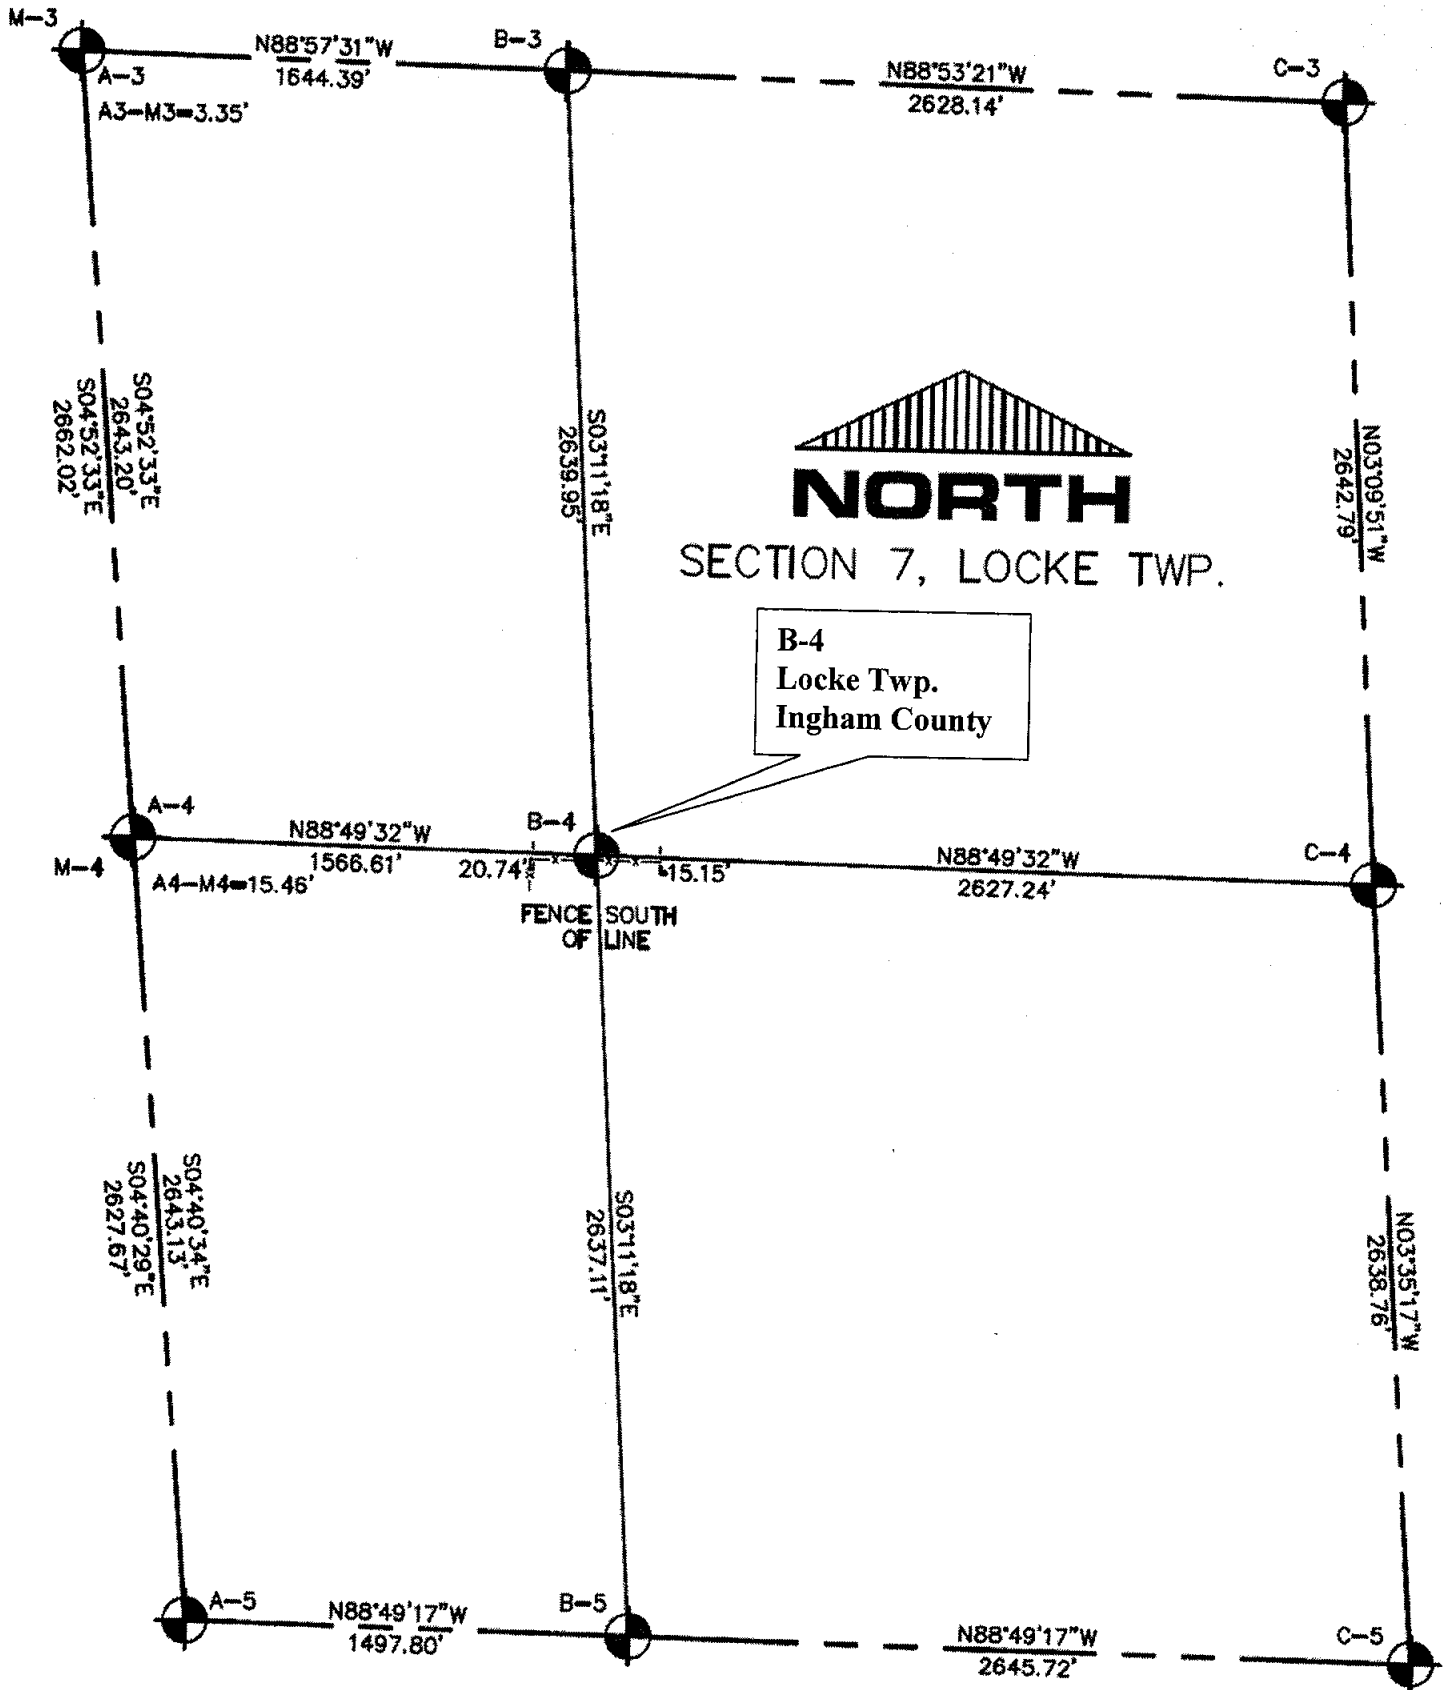 M-3
N88°57'31"W
1644.39'
B-3
N88°53'21"W
2628.14'
C-3
A-3
A3-M3=3.35'
S04°52'33"E
2643.20'
S04°52'33"E
2662.02'
S03°11'18"E
2639.95'
N03°09'51"W
2642.79'
NORTH
SECTION 7, LOCKE TWP.
B-4
Locke Twp.
Ingham County
A-4
N88°49'32"W
1566.61'
B-4
20.74'
15.15'
N88°49'32"W
2627.24'
C-4
M-4
A4-M4=15.46'
FENCE SOUTH
OF LINE
S04°40'34"E
2643.13'
S04°40'29"E
2627.67'
S03°11'18"E
2637.11'
N03°35'17"W
2638.76'
A-5
N88°49'17"W
1497.80'
B-5
N88°49'17"W
2645.72'
C-5